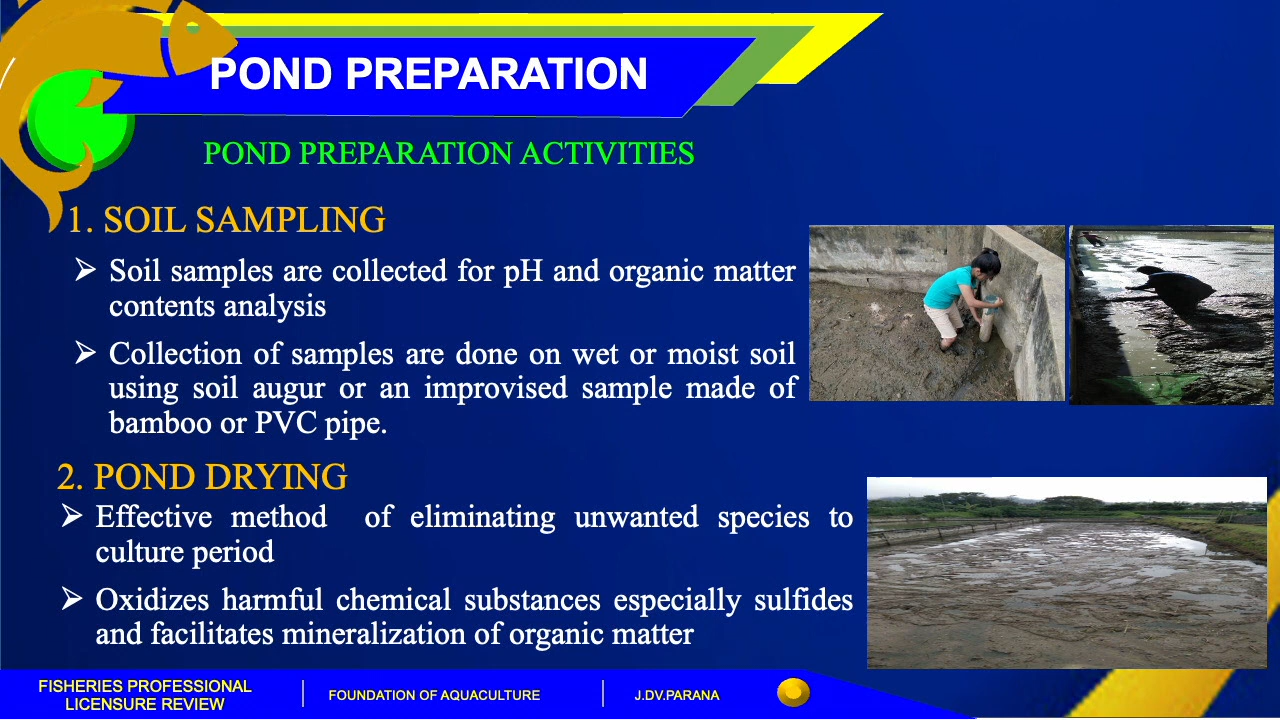 POND PREPARATION
POND PREPARATION ACTIVITIES
1. SOIL SAMPLING
➢ Soil samples are collected for pH and organic matter
contents analysis
➢ Collection of samples are done on wet or moist soil
using soil augur or an improvised sample made of
bamboo or PVC pipe.
2. POND DRYING
➢ Effective method of eliminating unwanted species to
culture period
➢ Oxidizes harmful chemical substances especially sulfides
and facilitates mineralization of organic matter
FISHERIES PROFESSIONAL
LICENSURE REVIEW
FOUNDATION OF AQUACULTURE
J.DV.PARANA